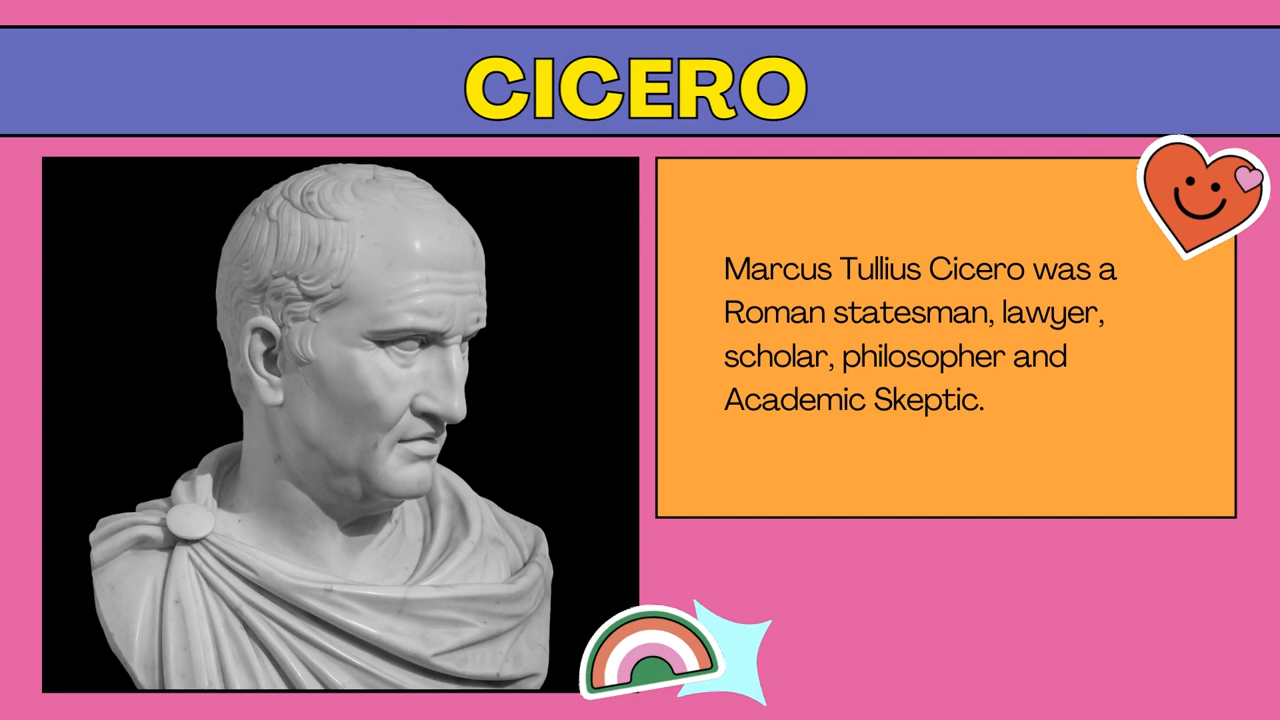 CICERO
Marcus Tullius Cicero was a
Roman statesman, lawyer,
scholar, philosopher and
Academic Skeptic.